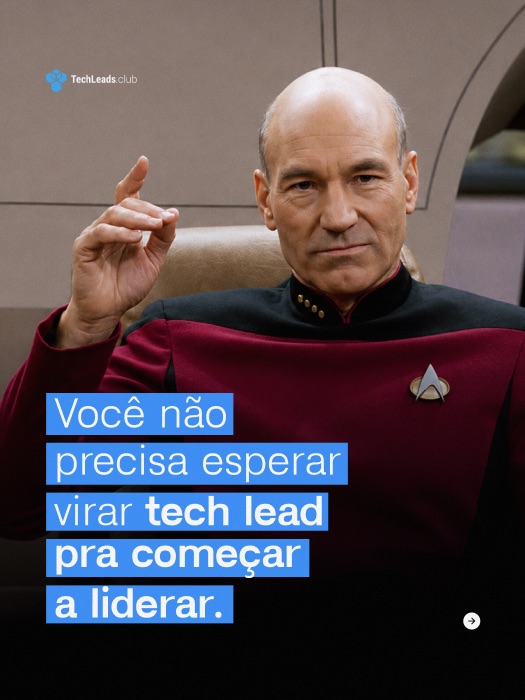 TechLeads.club
Você não
precisa esperar
virar tech lead
pra começar
a liderar.